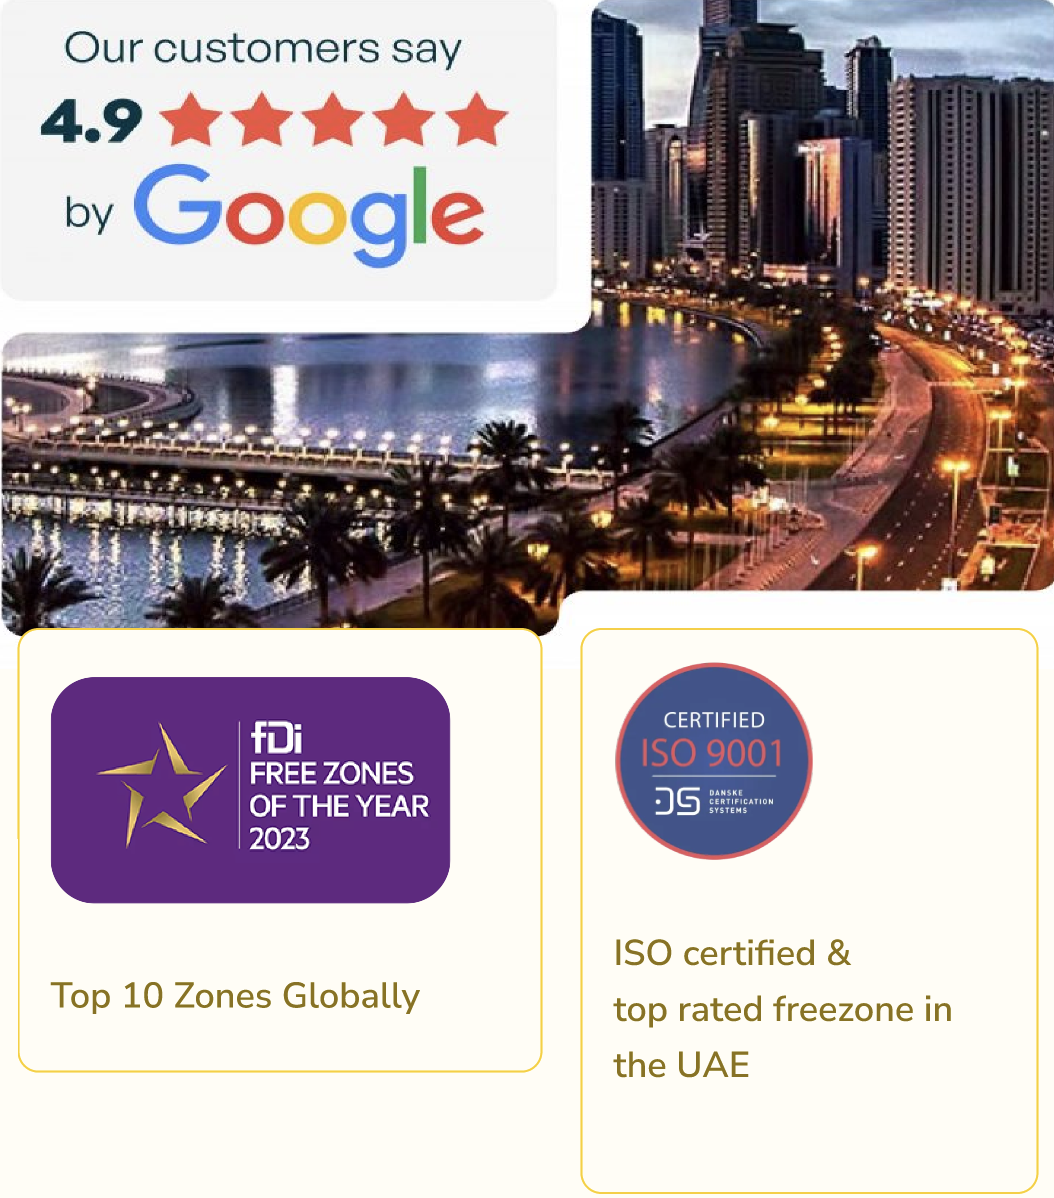 Our customers say
4.9
by Google
fDi
FREE ZONES
OF THE YEAR
2023
Top 10 Zones Globally
CERTIFIED
ISO 9001
DS DANSKE
CERTIFICATION
SYSTEMS
ISO certified &
top rated freezone in
the UAE